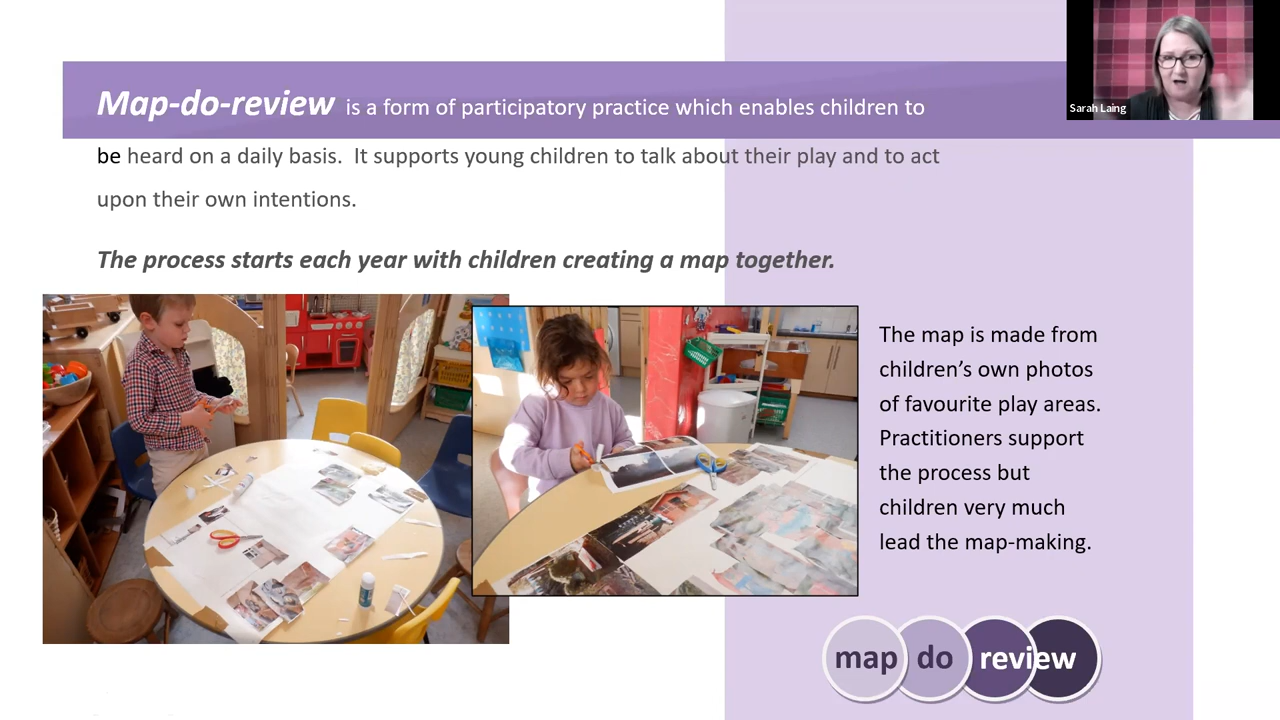 Sarah Laing
Map-do-review is a form of participatory practice which enables children to
be heard on a daily basis. It supports young children to talk about their play and to act
upon their own intentions.
The process starts each year with children creating a map together.
The map is made from
children’s own photos
of favourite play areas.
Practitioners support
the process but
children very much
lead the map-making.
map do review